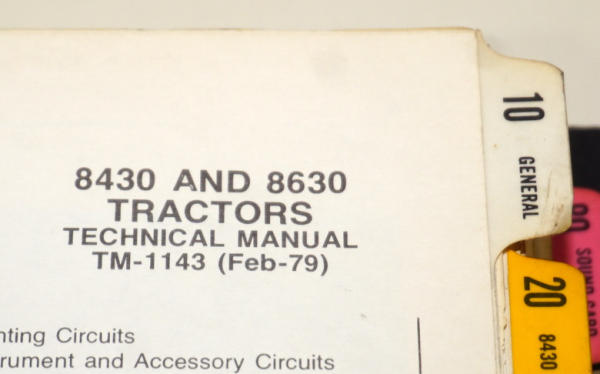 8430 AND 8630
TRACTORS
TECHNICAL MANUAL
TM-1143 (Feb-79)
nting Circuits
rument and Accessory Circuits
10
GENERAL
20
8430
SOUND